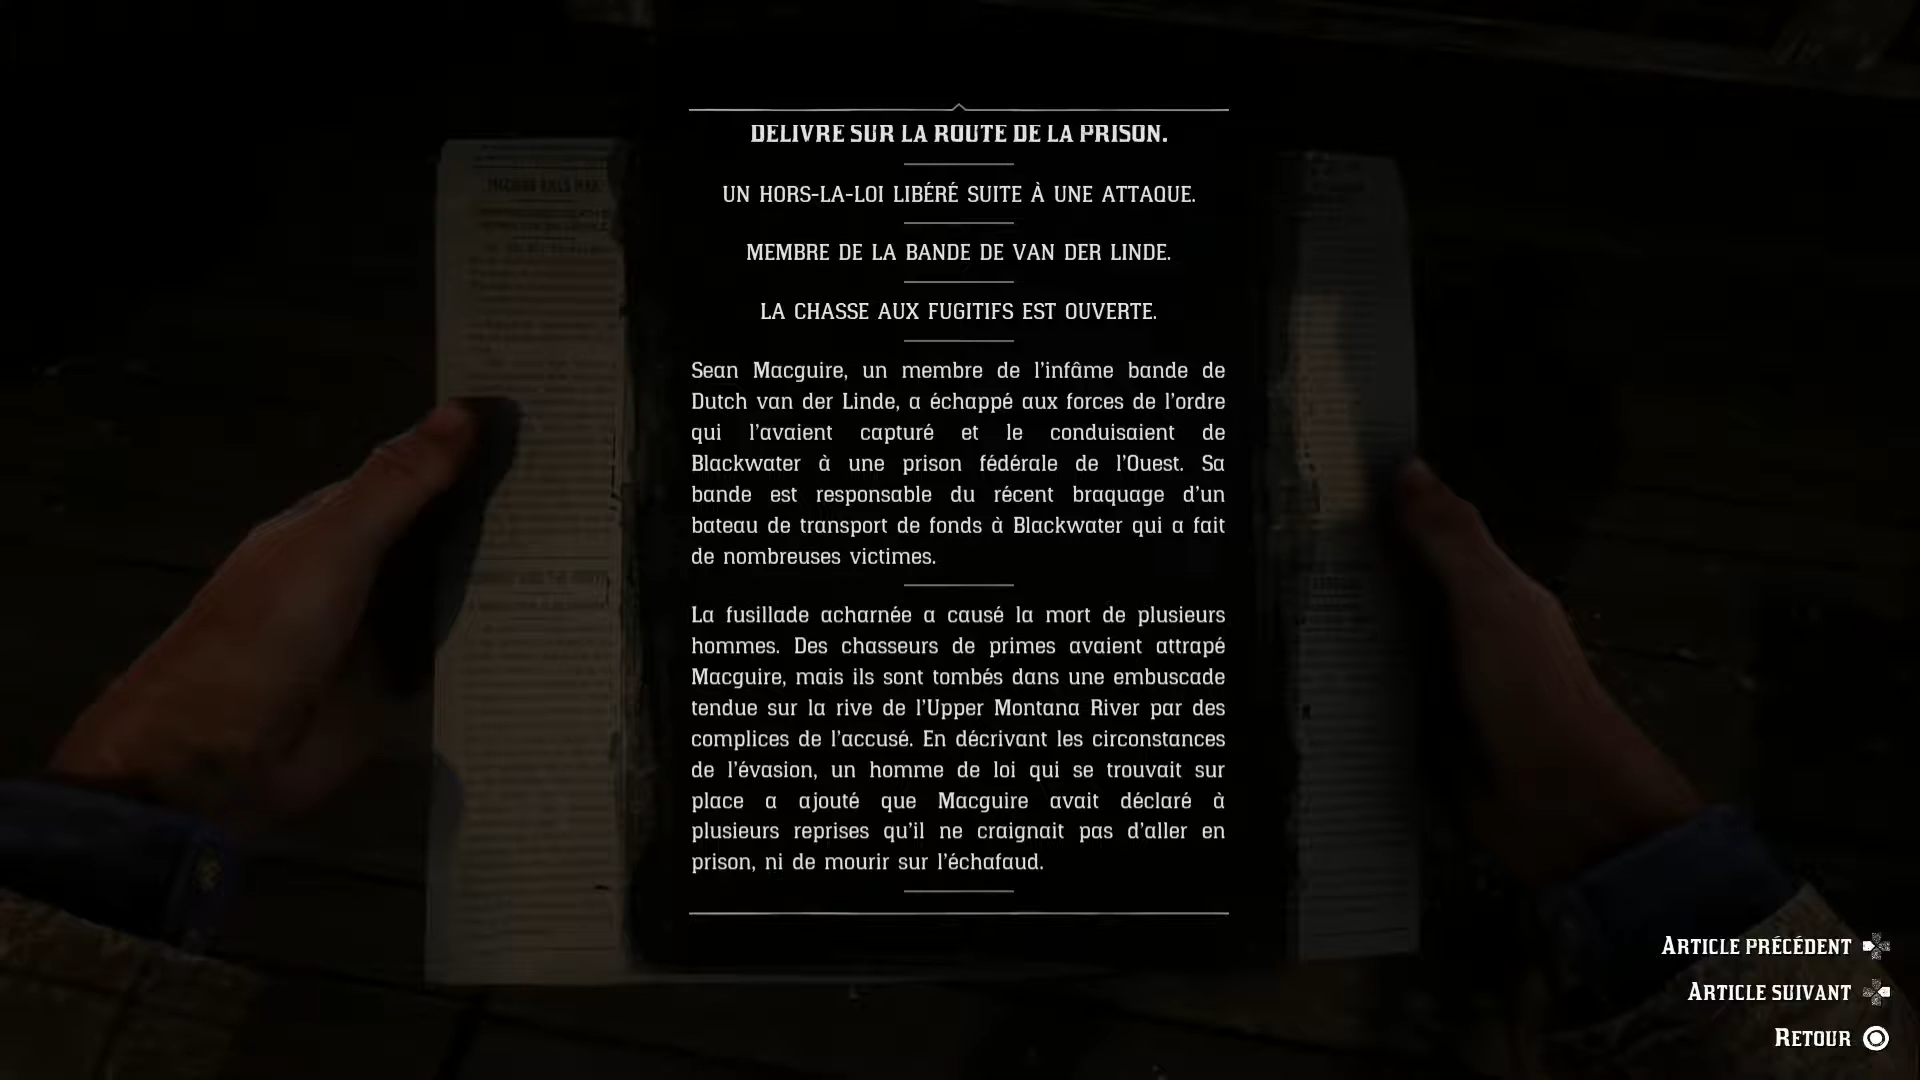 DELIVRE SUR LA ROUTE DE LA PRISON.
UN HORS-LA-LOI LIBÉRÉ SUITE À UNE ATTAQUE.
MEMBRE DE LA BANDE DE VAN DER LINDE.
LA CHASSE AUX FUGITIFS EST OUVERTE.
Sean Macguire, un membre de l'infâme bande de
Dutch van der Linde, a échappé aux forces de l'ordre
qui l'avaient capturé et le conduisaient de
Blackwater à une prison fédérale de l'Ouest. Sa
bande est responsable du récent braquage d'un
bateau de transport de fonds à Blackwater qui a fait
de nombreuses victimes.
La fusillade acharnée a causé la mort de plusieurs
hommes. Des chasseurs de primes avaient attrapé
Macguire, mais ils sont tombés dans une embuscade
tendue sur la rive de l'Upper Montana River par des
complices de l'accusé. En décrivant les circonstances
de l'évasion, un homme de loi qui se trouvait sur
place a ajouté que Macguire avait déclaré à
plusieurs reprises qu'il ne craignait pas d'aller en
prison, ni de mourir sur l'échafaud.
ARTICLE PRÉCÉDENT
ARTICLE SUIVANT
RETOUR